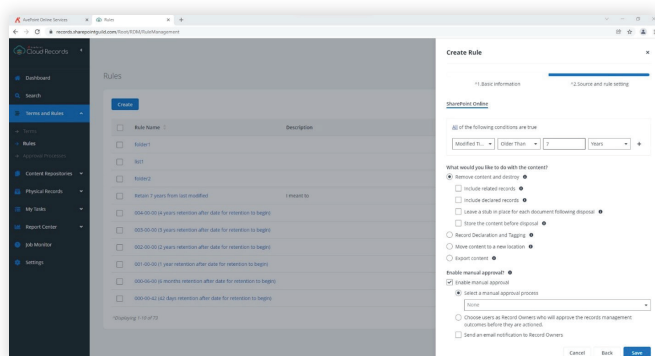 AvePoint Online Services
Rules
records.sharepointguild.com/Root/RDM/RuleManagement
Cloud Records
Dashboard
Search
Terms and Rules
Terms
Rules
Approval Processes
Content Repositories
Physical Records
My Tasks
Report Center
Job Monitor
Settings
Rules
Create
Rule Name
Description
folder1
list1
folder2
Retain 7 years from last modified
I meant to
004-00-00 (4 years retention after date for retention to begin)
003-00-00 (3 years retention after date for retention to begin)
002-00-00 (2 years retention after date for retention to begin)
001-00-00 (1 year retention after date for retention to begin)
000-06-00 (6 months retention after date for retention to begin)
000-00-42 (42 days retention after date for retention to begin)
Create Rule
*1.Basic information
*2.Source and rule setting
SharePoint Online
All of the following conditions are true
Modified Ti...
Older Than
7
Years
What would you like to do with the content?
Remove content and destroy
Include related records
Include declared records
Leave a stub in place for each document following disposal
Store the content before disposal
Record Declaration and Tagging
Move content to a new location
Export content
Enable manual approval?
Enable manual approval
Select a manual approval process
None
Choose users as Record Owners who will approve the records management
outcomes before they are actioned.
Send an email notification to Record Owners
Cancel
Back
Save